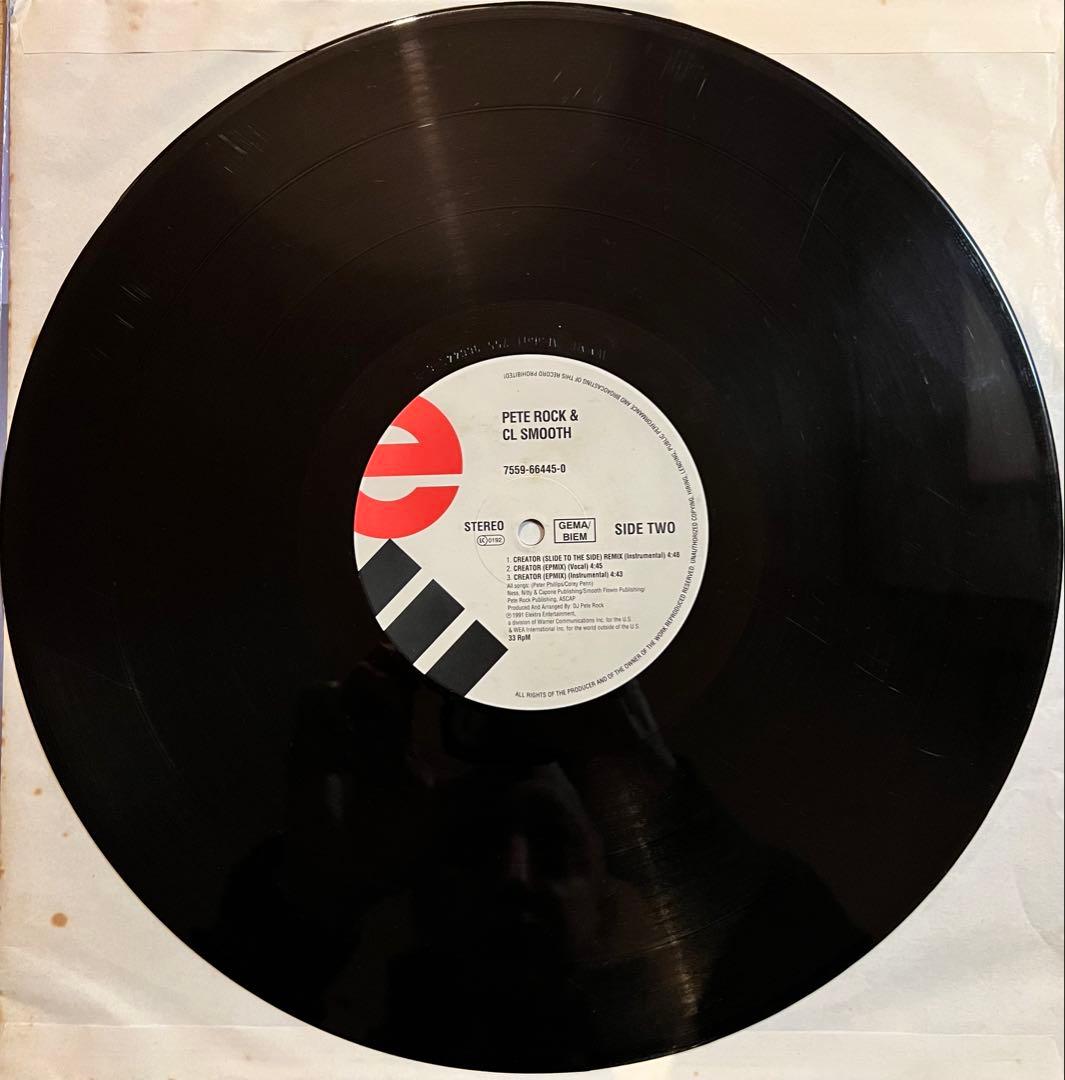 PETE ROCK &
CL SMOOTH
7559-66445-0
STEREO
LC 0192
GEMA/
BIEM
SIDE TWO
1. CREATOR (SLIDE TO THE SIDE) REMIX (Instrumental) 4:48
2. CREATOR (EPMIX) (Vocal) 4:45
3. CREATOR (EPMIX) (Instrumental) 4:43
All songs: (Peter Phillips/Corey Penn)
Ness, Nitty & Capone Publishing/Smooth Flowin Publishing/
Pete Rock Publishing, ASCAP
Produced And Arranged By: DJ Pete Rock
℗1991 Elektra Entertainment,
a division of Warner Communications Inc. for the U.S.
& WEA International Inc. for the world outside of the U.S.
33 RpM
ALL RIGHTS OF THE PRODUCER AND OF THE OWNER OF THE WORK REPRODUCED RESERVED. UNAUTHORIZED COPYING, HIRING, LENDING, PUBLIC PERFORMANCE AND BROADCASTING OF THIS RECORD PROHIBITED!
e